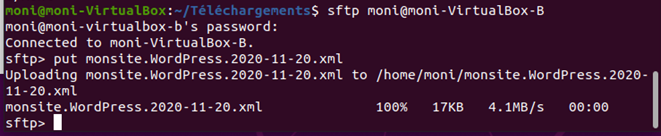 moni@moni-VirtualBox:~/Téléchargements$ sftp moni@moni-VirtualBox-B
moni@moni-virtualbox-b's password:
Connected to moni-VirtualBox-B.
sftp> put monsite.WordPress.2020-11-20.xml
Uploading monsite.WordPress.2020-11-20.xml to /home/moni/monsite.WordPress.2020-
11-20.xml
monsite.WordPress.2020-11-20.xml 100% 17KB 4.1MB/s 00:00
sftp>